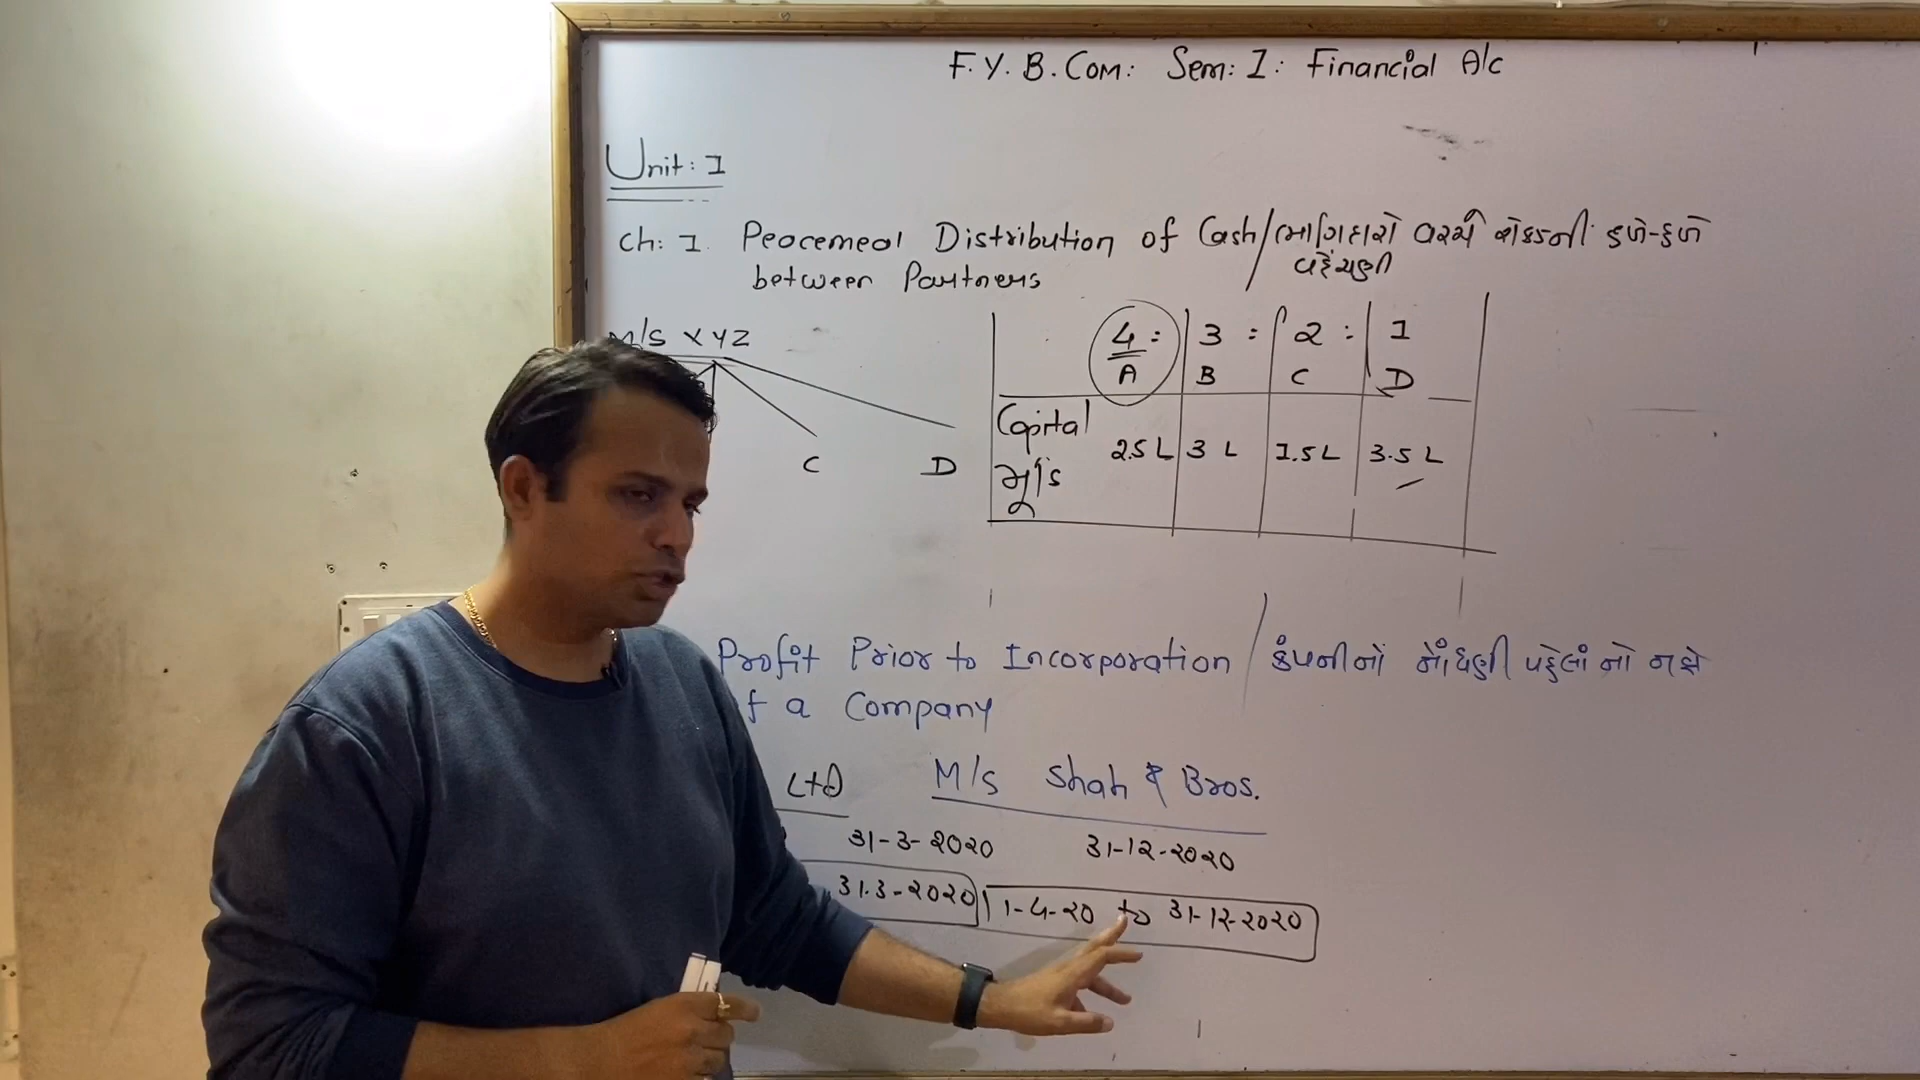 F.Y.B.Com: Sem: I: Financial A/c
Unit: I
Ch: 1. Peacemeal Distribution of Cash/ભાગીદારો વચ્ચે રોકડની હપ્તે-હપ્તે
between Partners વહેંચણી
M/s XYZ
C D
4 : 3 : 2 : 1
A B C D
Capital
2.5 L 3 L 1.5 L 3.5 L
Profit Prior to Incorporation / કંપનીનો નોંધણી પહેલાંનો નફો
f a Company
Ltd M/s Shah & Bros.
31-3-2020 31-12-2020
31.3-2020 1-4-20 to 31-12-2020